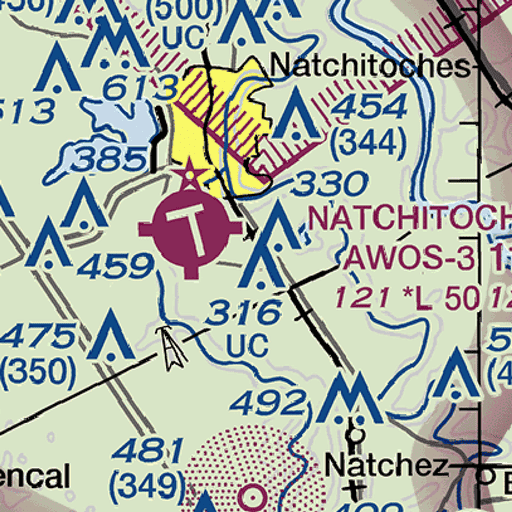 (500)
UC
Natchitoches
613
513
454
(344)
385
330
NATCHITOCH
459
AWOS-3
121 *L 50
316
UC
475
(350)
492
481
(349)
Natchez
encal